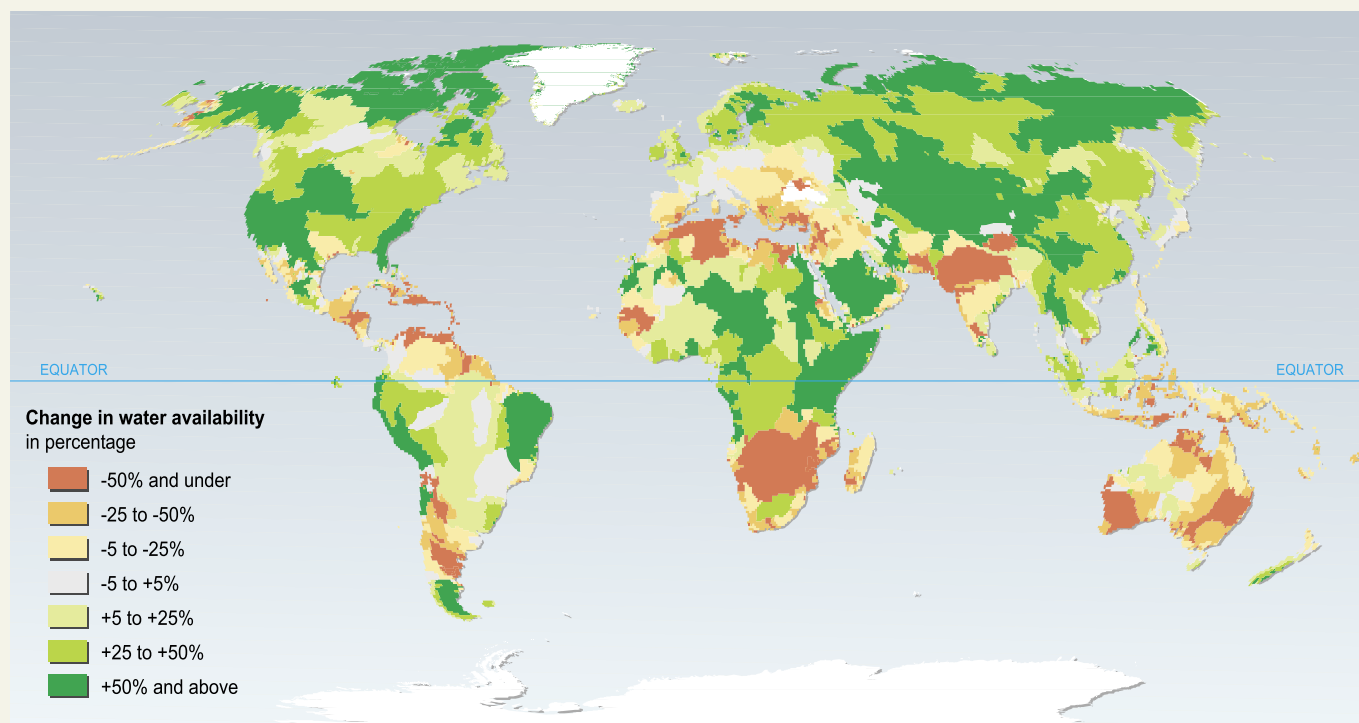 EQUATOR
EQUATOR
Change in water availability
in percentage
-50% and under
-25 to -50%
-5 to -25%
-5 to +5%
+5 to +25%
+25 to +50%
+50% and above